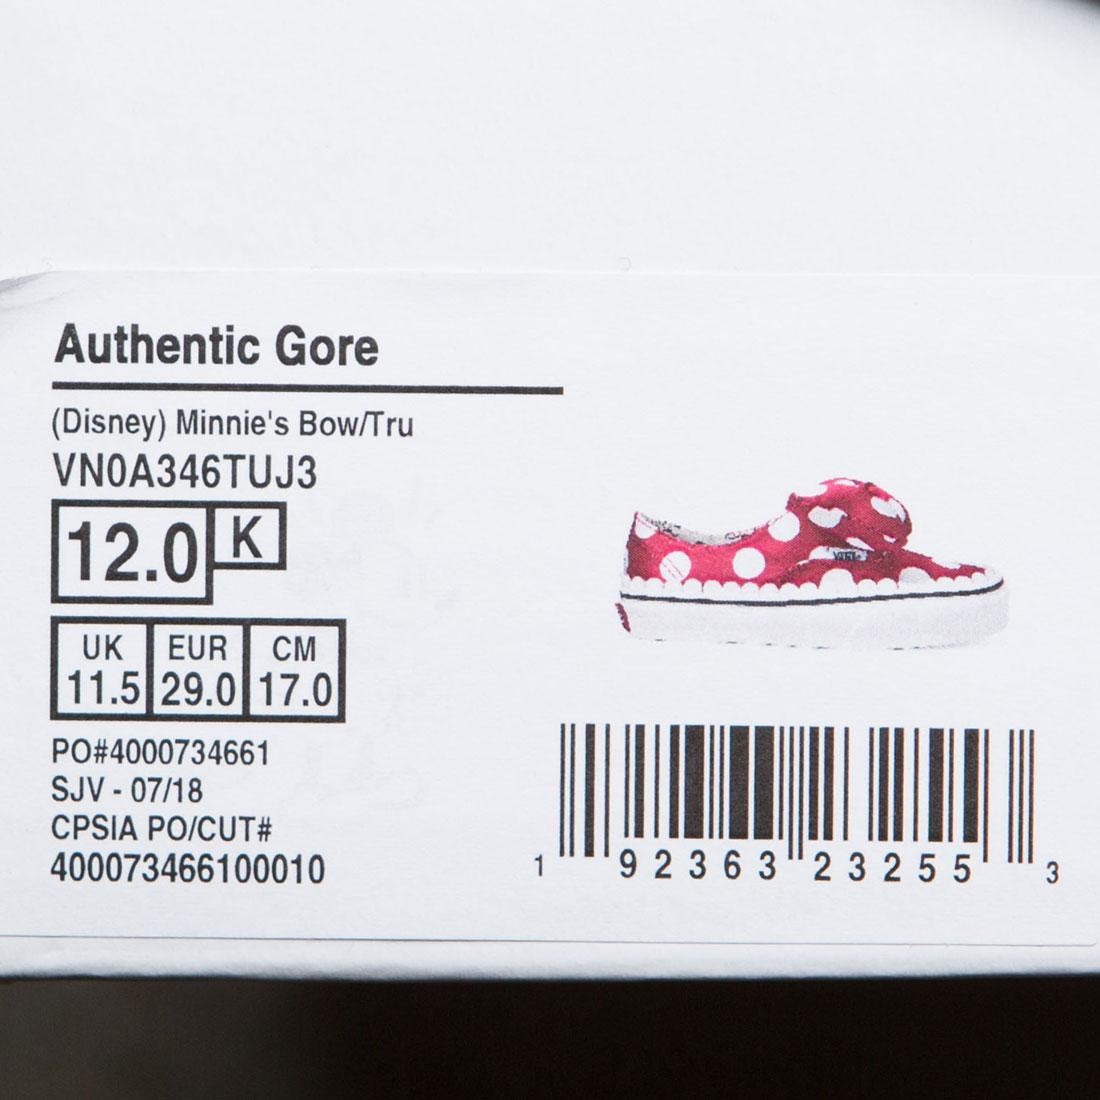 Authentic Gore
(Disney) Minnie's Bow/Tru
VN0A346TUJ3
12.0 K
UK EUR CM
11.5 29.0 17.0
PO#4000734661
SJV - 07/18
CPSIA PO/CUT#
400073466100010
VANS
1 92363 23255 3